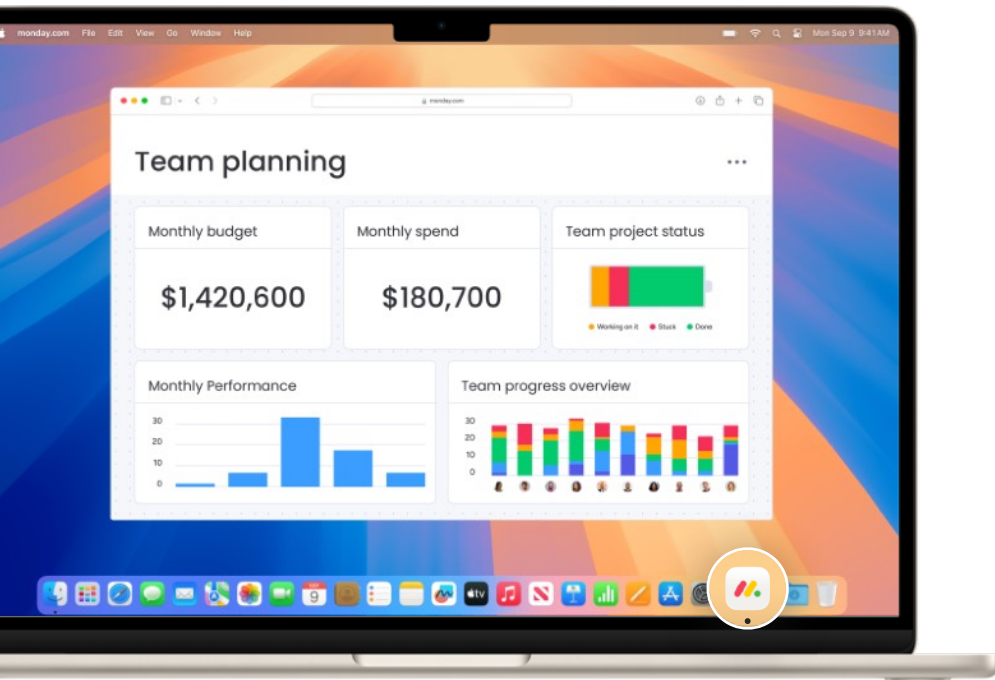 monday.com File Edit View Go Window Help
Mon Sep 9 9:41 AM
monday.com
Team planning
Monthly budget
$1,420,600
Monthly spend
$180,700
Team project status
Working on it Stuck Done
Monthly Performance
30
20
10
0
Team progress overview
30
20
10
0
9
tv